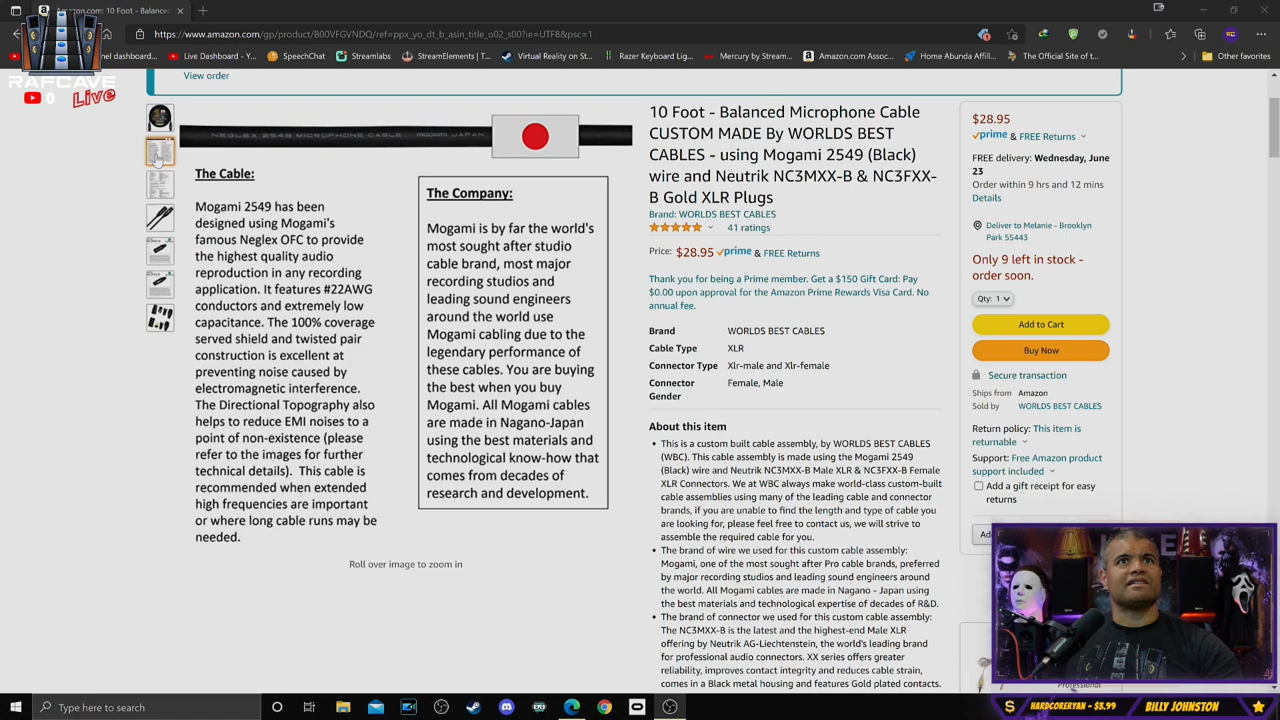 Amazon.com: 10 Foot - Balanced
https://www.amazon.com/gp/product/B00VFGVNDQ/ref=ppx_yo_dt_b_asin_title_o02_s00?ie=UTF8&psc=1
nnel dashboard
Live Dashboard - Yo...
SpeechChat
Streamlabs
StreamElements | T...
Virtual Reality on St...
Razer Keyboard Lig...
Mercury by Stream...
Amazon.com Assoc...
Home Abunda Affil...
The Official Site of t...
Other favorites
RAFCAVE
0
Live
View order
NEGLEX 2549 MICROPHONE CABLE MOGAMI JAPAN
The Cable:
Mogami 2549 has been
designed using Mogami's
famous Neglex OFC to provide
the highest quality audio
reproduction in any recording
application. It features #22AWG
conductors and extremely low
capacitance. The 100% coverage
served shield and twisted pair
construction is excellent at
preventing noise caused by
electromagnetic interference.
The Directional Topography also
helps to reduce EMI noises to a
point of non-existence (please
refer to the images for further
technical details). This cable is
recommended when extended
high frequencies are important
or where long cable runs may be
needed.
The Company:
Mogami is by far the world's
most sought after studio
cable brand, most major
recording studios and
leading sound engineers
around the world use
Mogami cabling due to the
legendary performance of
these cables. You are buying
the best when you buy
Mogami. All Mogami cables
are made in Nagano-Japan
using the best materials and
technological know-how that
comes from decades of
research and development.
Roll over image to zoom in
10 Foot - Balanced Microphone Cable
CUSTOM MADE By WORLDS BEST
CABLES - using Mogami 2549 (Black)
wire and Neutrik NC3MXX-B & NC3FXX-
B Gold XLR Plugs
Brand: WORLDS BEST CABLES
41 ratings
Price: $28.95 prime & FREE Returns
Thank you for being a Prime member. Get a $150 Gift Card: Pay
$0.00 upon approval for the Amazon Prime Rewards Visa Card. No
annual fee.
Brand WORLDS BEST CABLES
Cable Type XLR
Connector Type Xlr-male and Xlr-female
Connector Female, Male
Gender
About this item
• This is a custom built cable assembly, by WORLDS BEST CABLES
(WBC). This cable assembly is made using the Mogami 2549
(Black) wire and Neutrik NC3MXX-B Male XLR & NC3FXX-B Female
XLR Connectors. We at WBC always make world-class custom-built
cable assemblies using many of the leading cable and connector
brands, if you are unable to find the length and type of cable you
are looking for, please feel free to contact us, we will strive to
assemble the required cable for you.
• The brand of wire we used for this custom cable assembly:
Mogami, one of the most sought after Pro cable brands, preferred
by major recording studios and leading sound engineers around
the world. All Mogami cables are made in Nagano - Japan using
the best materials and technological expertise of decades of R&D.
• The brand of connector we used for this custom cable assembly:
The NC3MXX-B is the latest and the highest-end Male XLR
offering by Neutrik AG-Liechtenstein, the world's leading brand
for professional audio connectors. XX series offers greater
reliability, improves contact integrity and reduces cable strain,
comes in a Black metal housing and features Gold plated contacts.
$28.95
prime & FREE Returns
FREE delivery: Wednesday, June
23
Order within 9 hrs and 12 mins
Details
Deliver to Melanie - Brooklyn
Park 55443
Only 9 left in stock -
order soon.
Qty: 1
Add to Cart
Buy Now
Secure transaction
Ships from Amazon
Sold by WORLDS BEST CABLES
Return policy: This item is
returnable
Support: Free Amazon product
support included
Add a gift receipt for easy
returns
Ad
Professional
HARDCORERYAN - $3.99
BILLY JOHNSTON
Type here to search